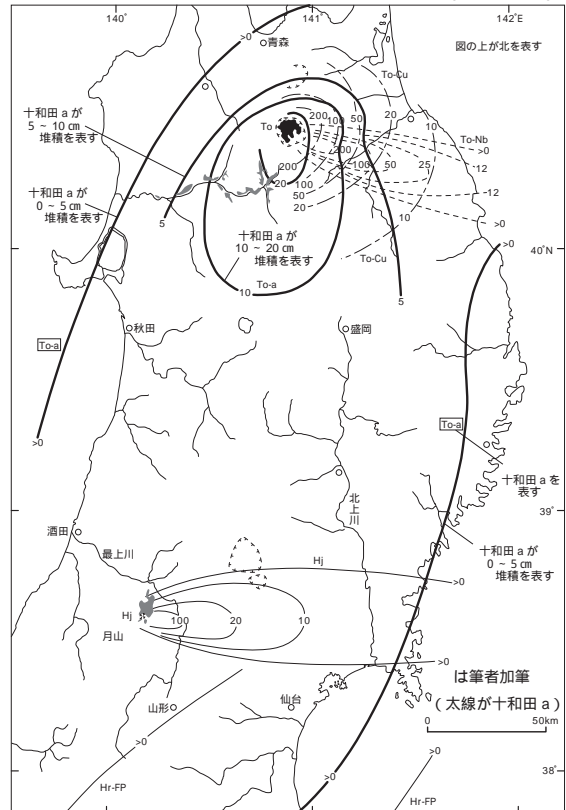 140°
141°
142°E
>0
青森
図の上が北を表す
To-Cu
十和田 a が
5 ~ 10 ㎝
堆積を表す
To
200
100
50
20
10
To-Nb
>0
12
12
>0
200
100
50
25
200
20
100
50
20
10
十和田 a が
0 ~ 5 ㎝
堆積を表す
5
十和田 a が
10 ~ 20 ㎝
堆積を表す
10
To-a
To-Cu
5
>0
40°N
秋田
盛岡
To-a
>0
To-a
十和田 a を
表す
39°
北上川
酒田
最上川
十和田 a が
0 ~ 5 ㎝
堆積を表す
Hj
>0
Hj
100
20
10
月山
>0
は筆者加筆
(太線が十和田 a )
山形
仙台
0
50km
>0
>0
>0
38°
Hr-FP